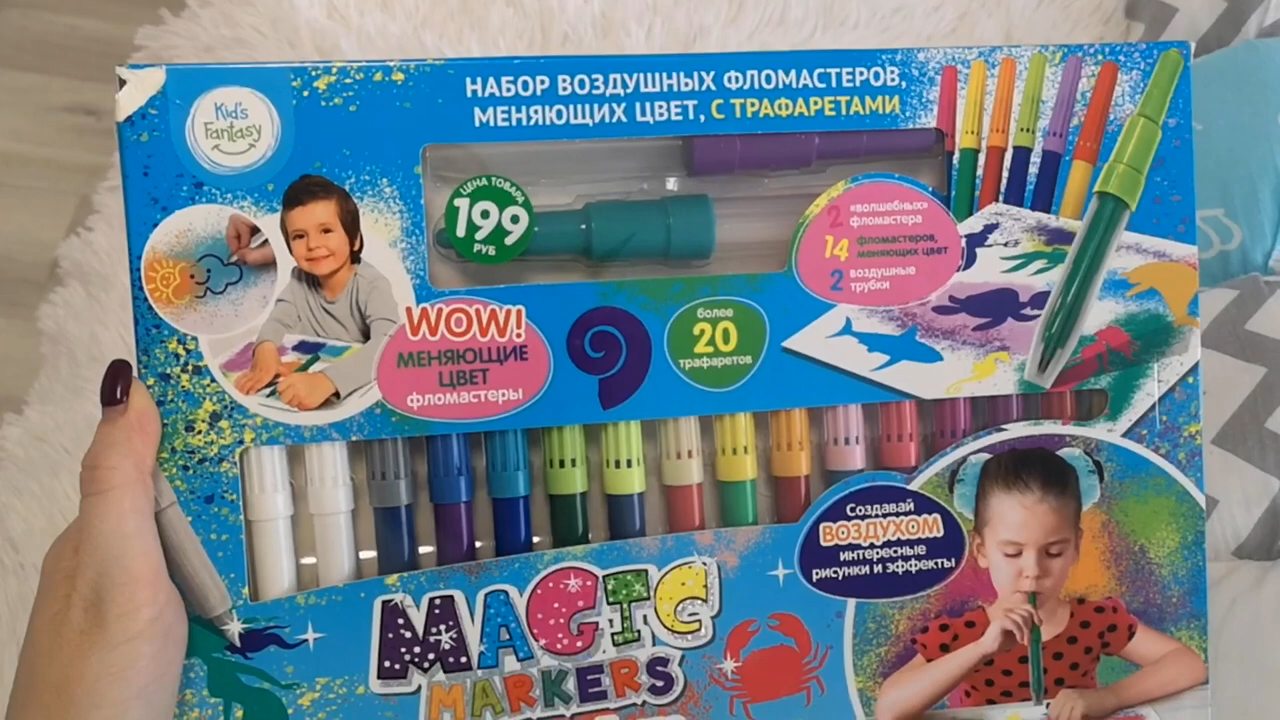 НАБОР ВОЗДУШНЫХ ФЛОМАСТЕРОВ,
МЕНЯЮЩИХ ЦВЕТ, С ТРАФАРЕТАМИ
Kid's
Fantasy
ЦЕНА ТОВАРА
199
РУБ
2 «волшебных» фломастера
14 фломастеров, меняющих цвет
2 воздушные трубки
WOW!
МЕНЯЮЩИЕ
ЦВЕТ
фломастеры
более
20
трафаретов
Создавай
ВОЗДУХОМ
интересные
рисунки и эффекты
MAGIC
MARKERS